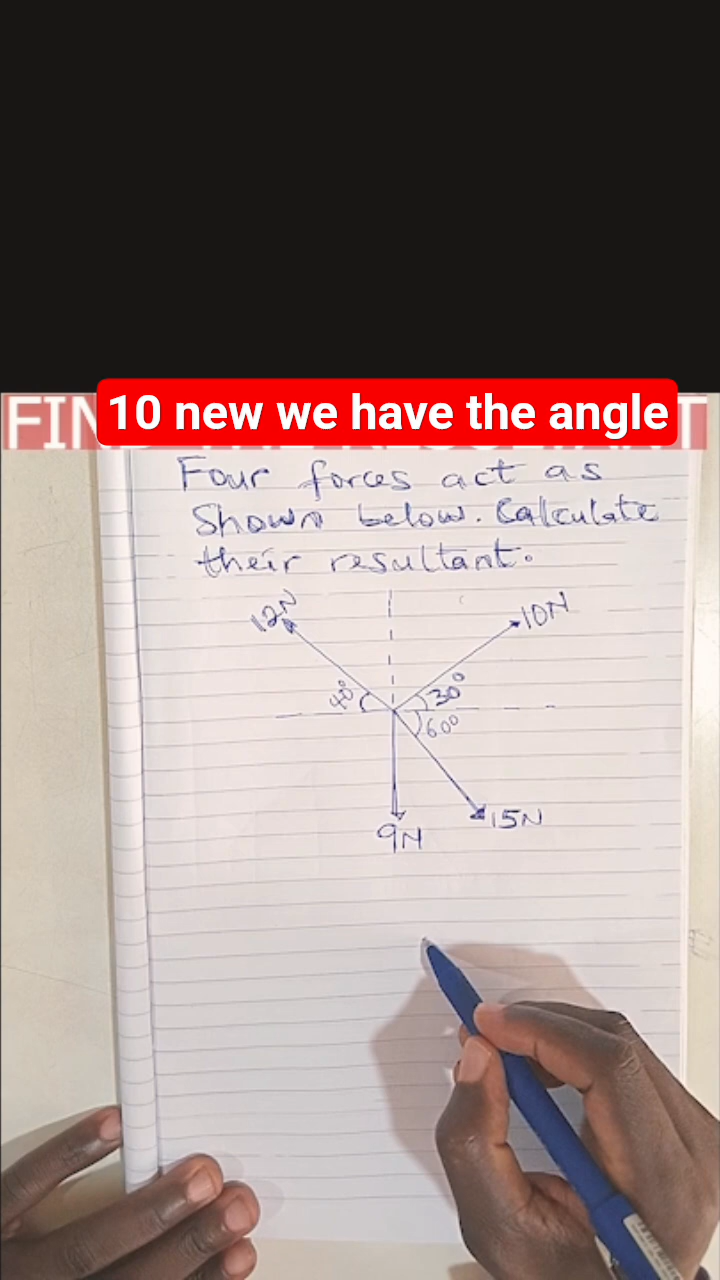 10 new we have the angle
FIN T
Four forces act as
Shown below. Calculate
their resultant.
12N
10N
40°
30°
60°
15N
9N